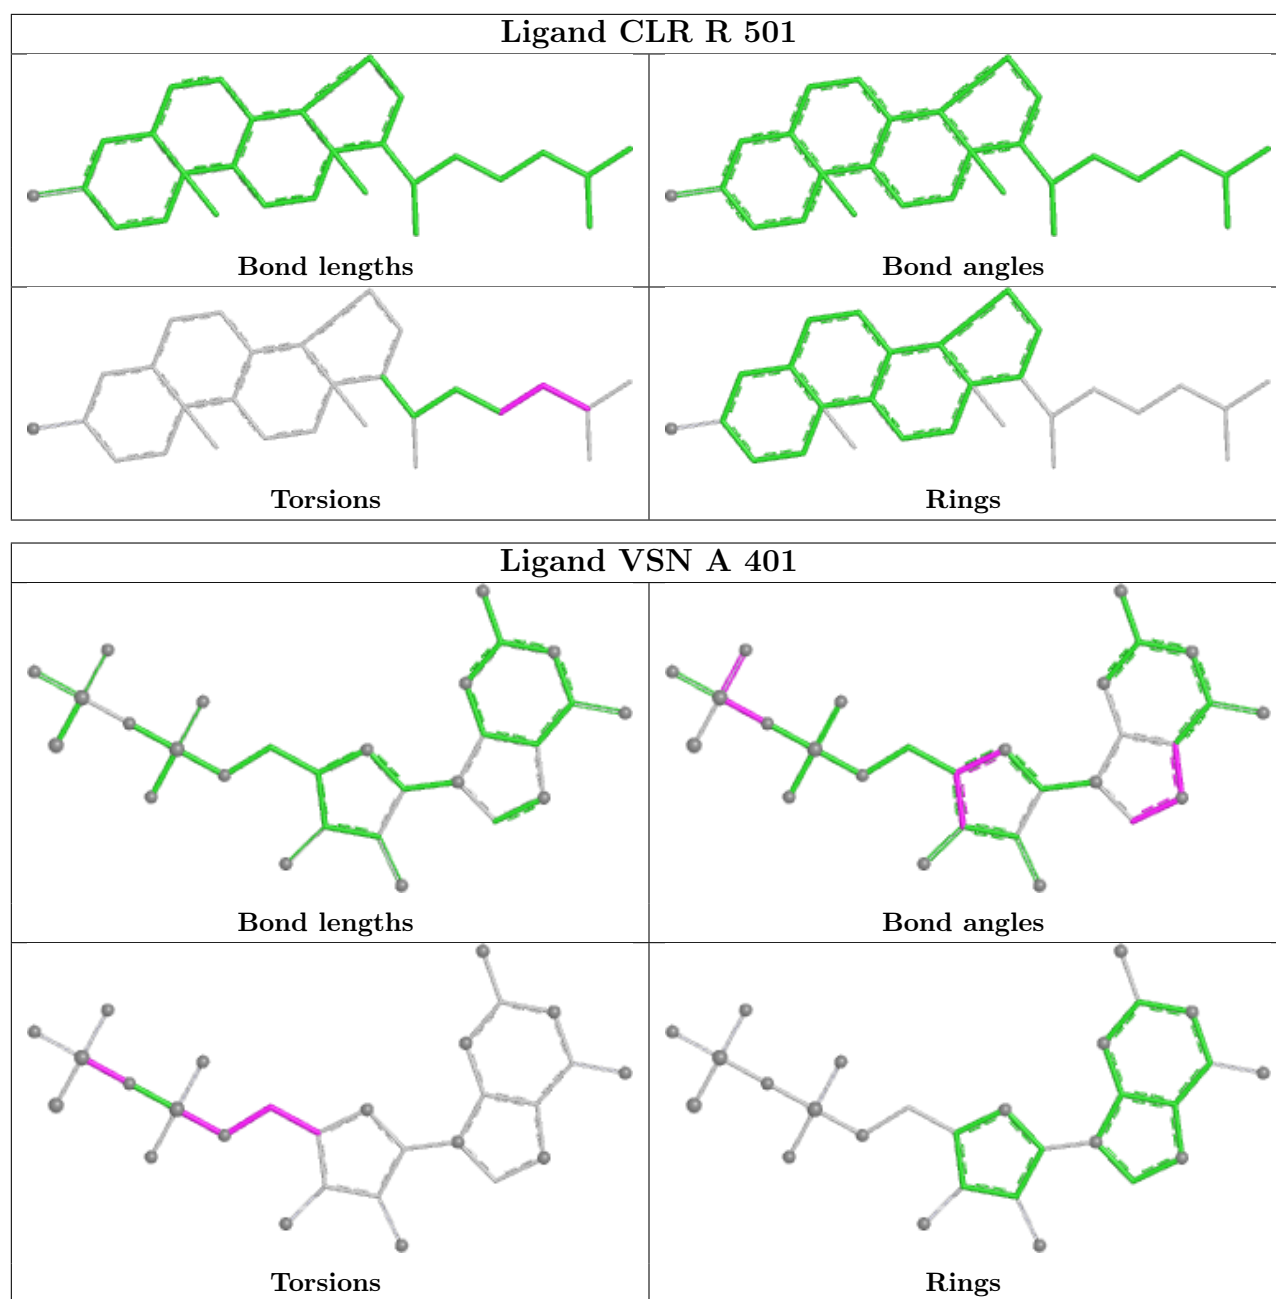 Ligand CLR R 501
Bond lengths
Bond angles
Torsions
Rings
Ligand VSN A 401
Bond lengths
Bond angles
Torsions
Rings